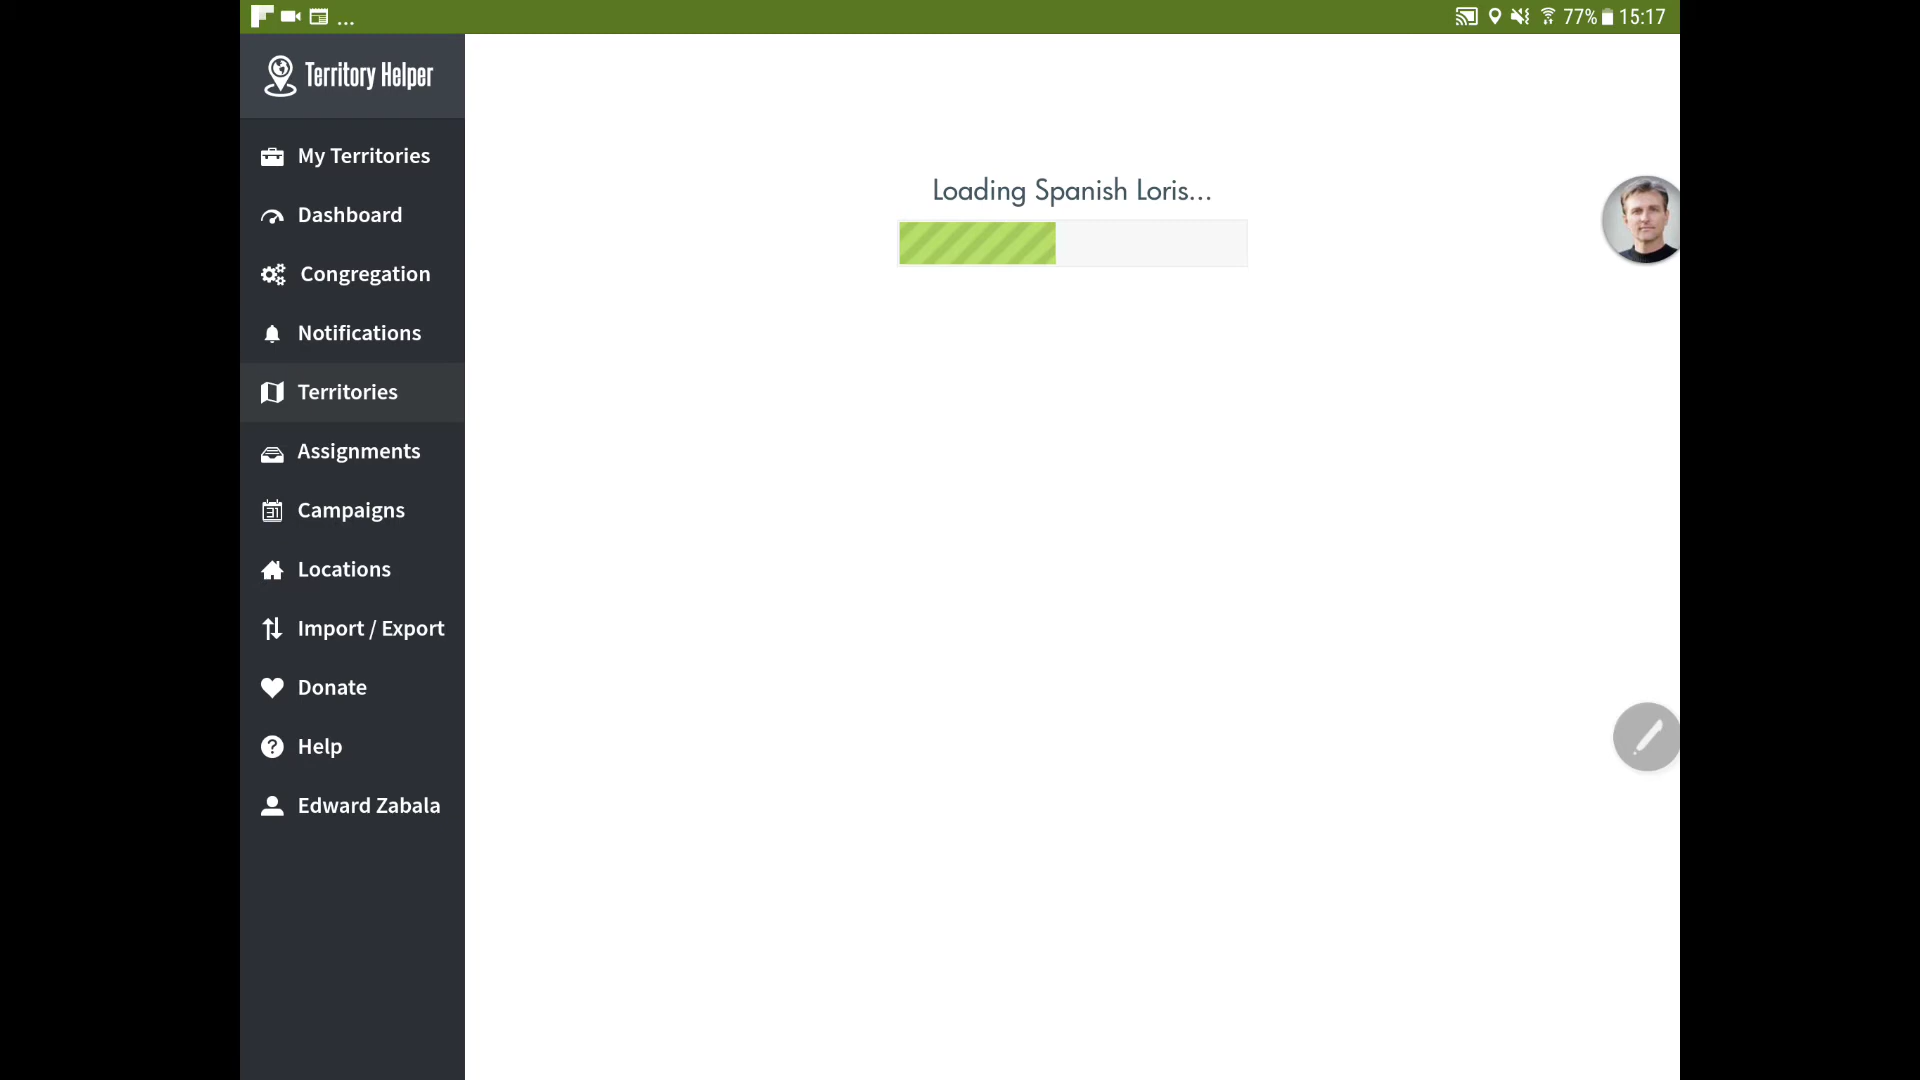 ... 77% 15:17
Territory Helper
My Territories
Dashboard
Congregation
Notifications
Territories
Assignments
31 Campaigns
Locations
Import / Export
Donate
? Help
Edward Zabala
Loading Spanish Loris...